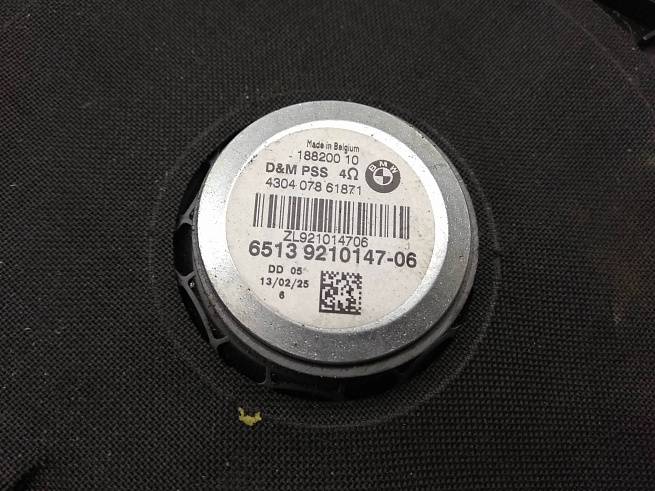 Made in Belgium
188200 10
D&M PSS 4Ω
BMW
4304 078 61871
ZL921014706
6513 9210147-06
DD 05
13/02/25
6